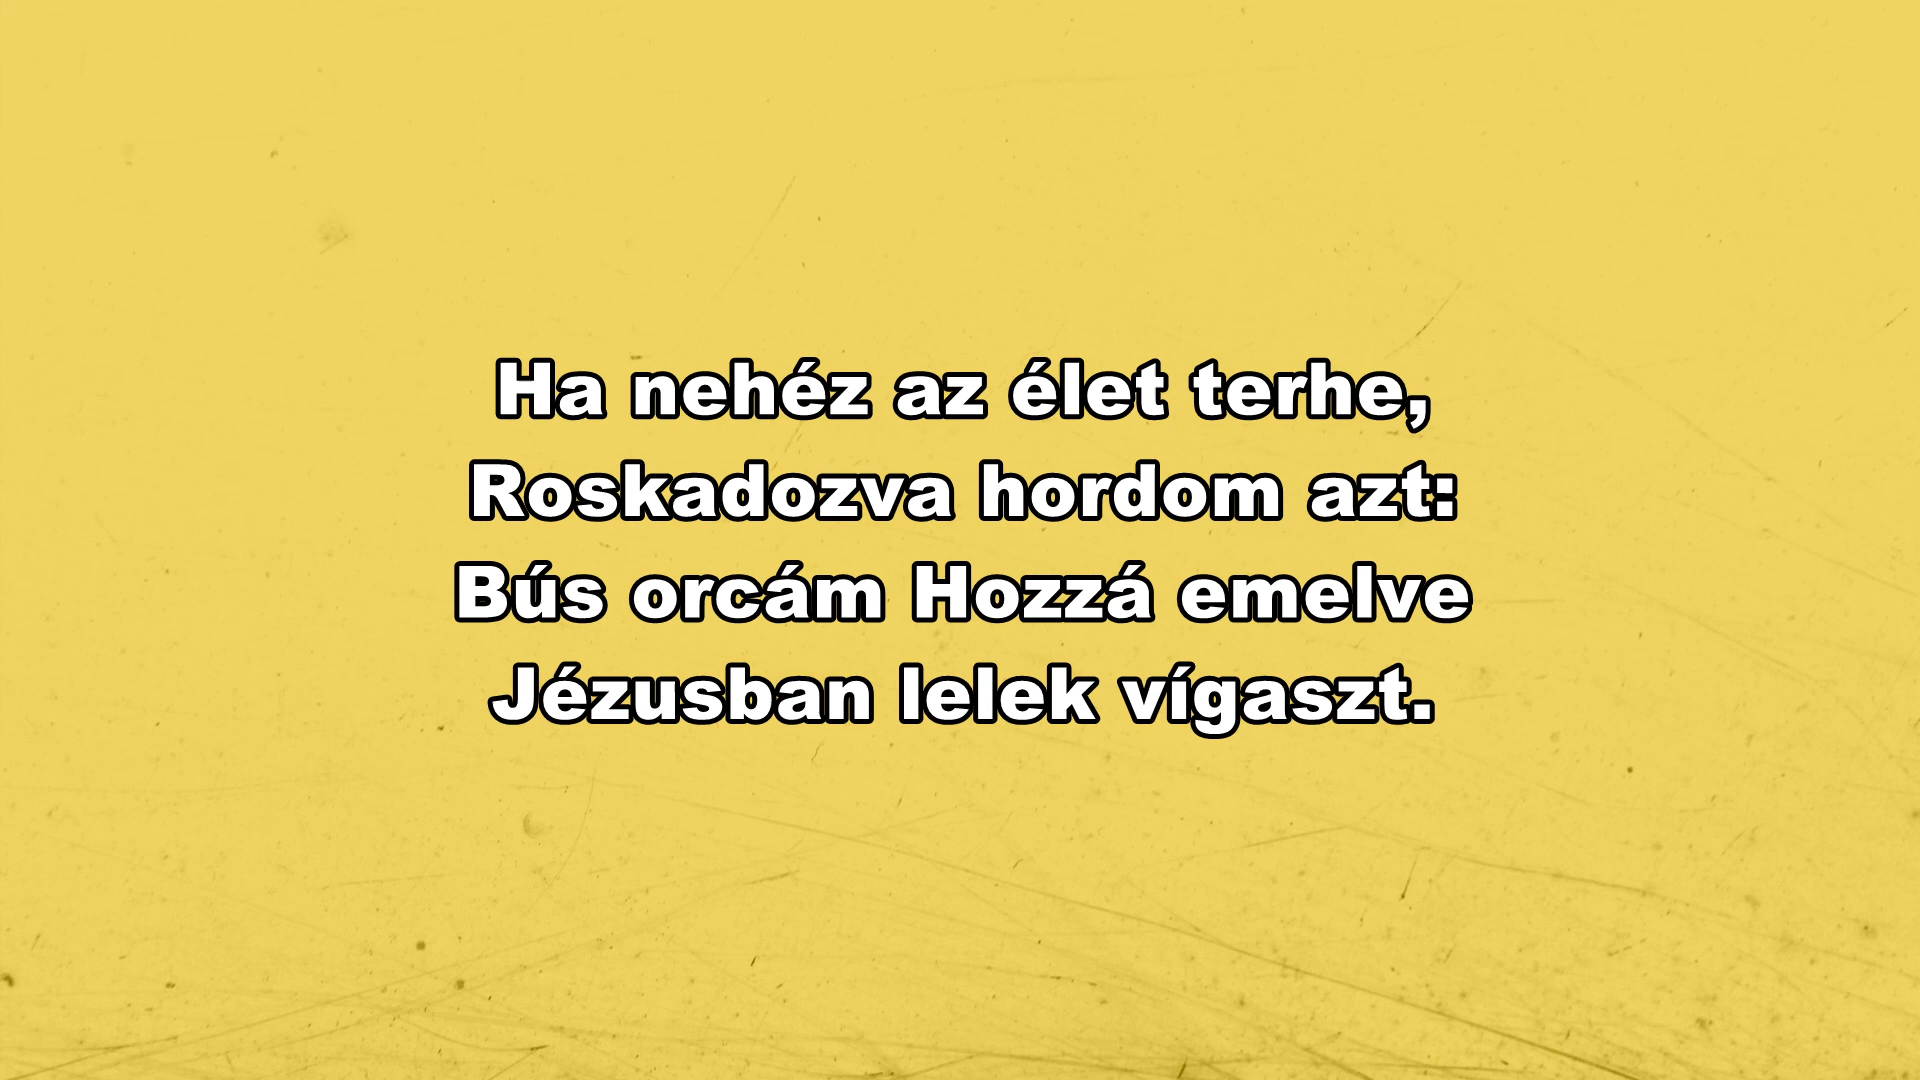 Ha nehéz az élet terhe,
Roskadozva hordom azt:
Bús orcám Hozzá emelve
Jézusban lelek vígaszt.